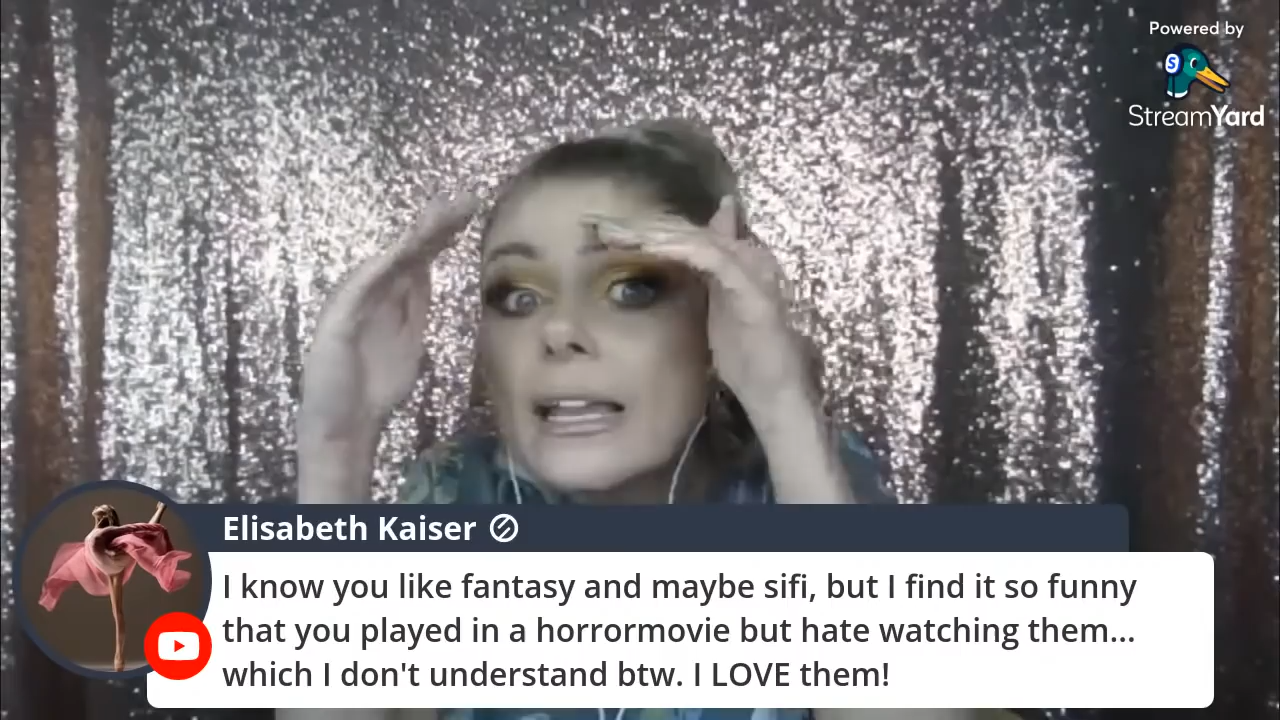 Powered by
StreamYard
Elisabeth Kaiser
I know you like fantasy and maybe sifi, but I find it so funny
that you played in a horrormovie but hate watching them...
which I don't understand btw. I LOVE them!